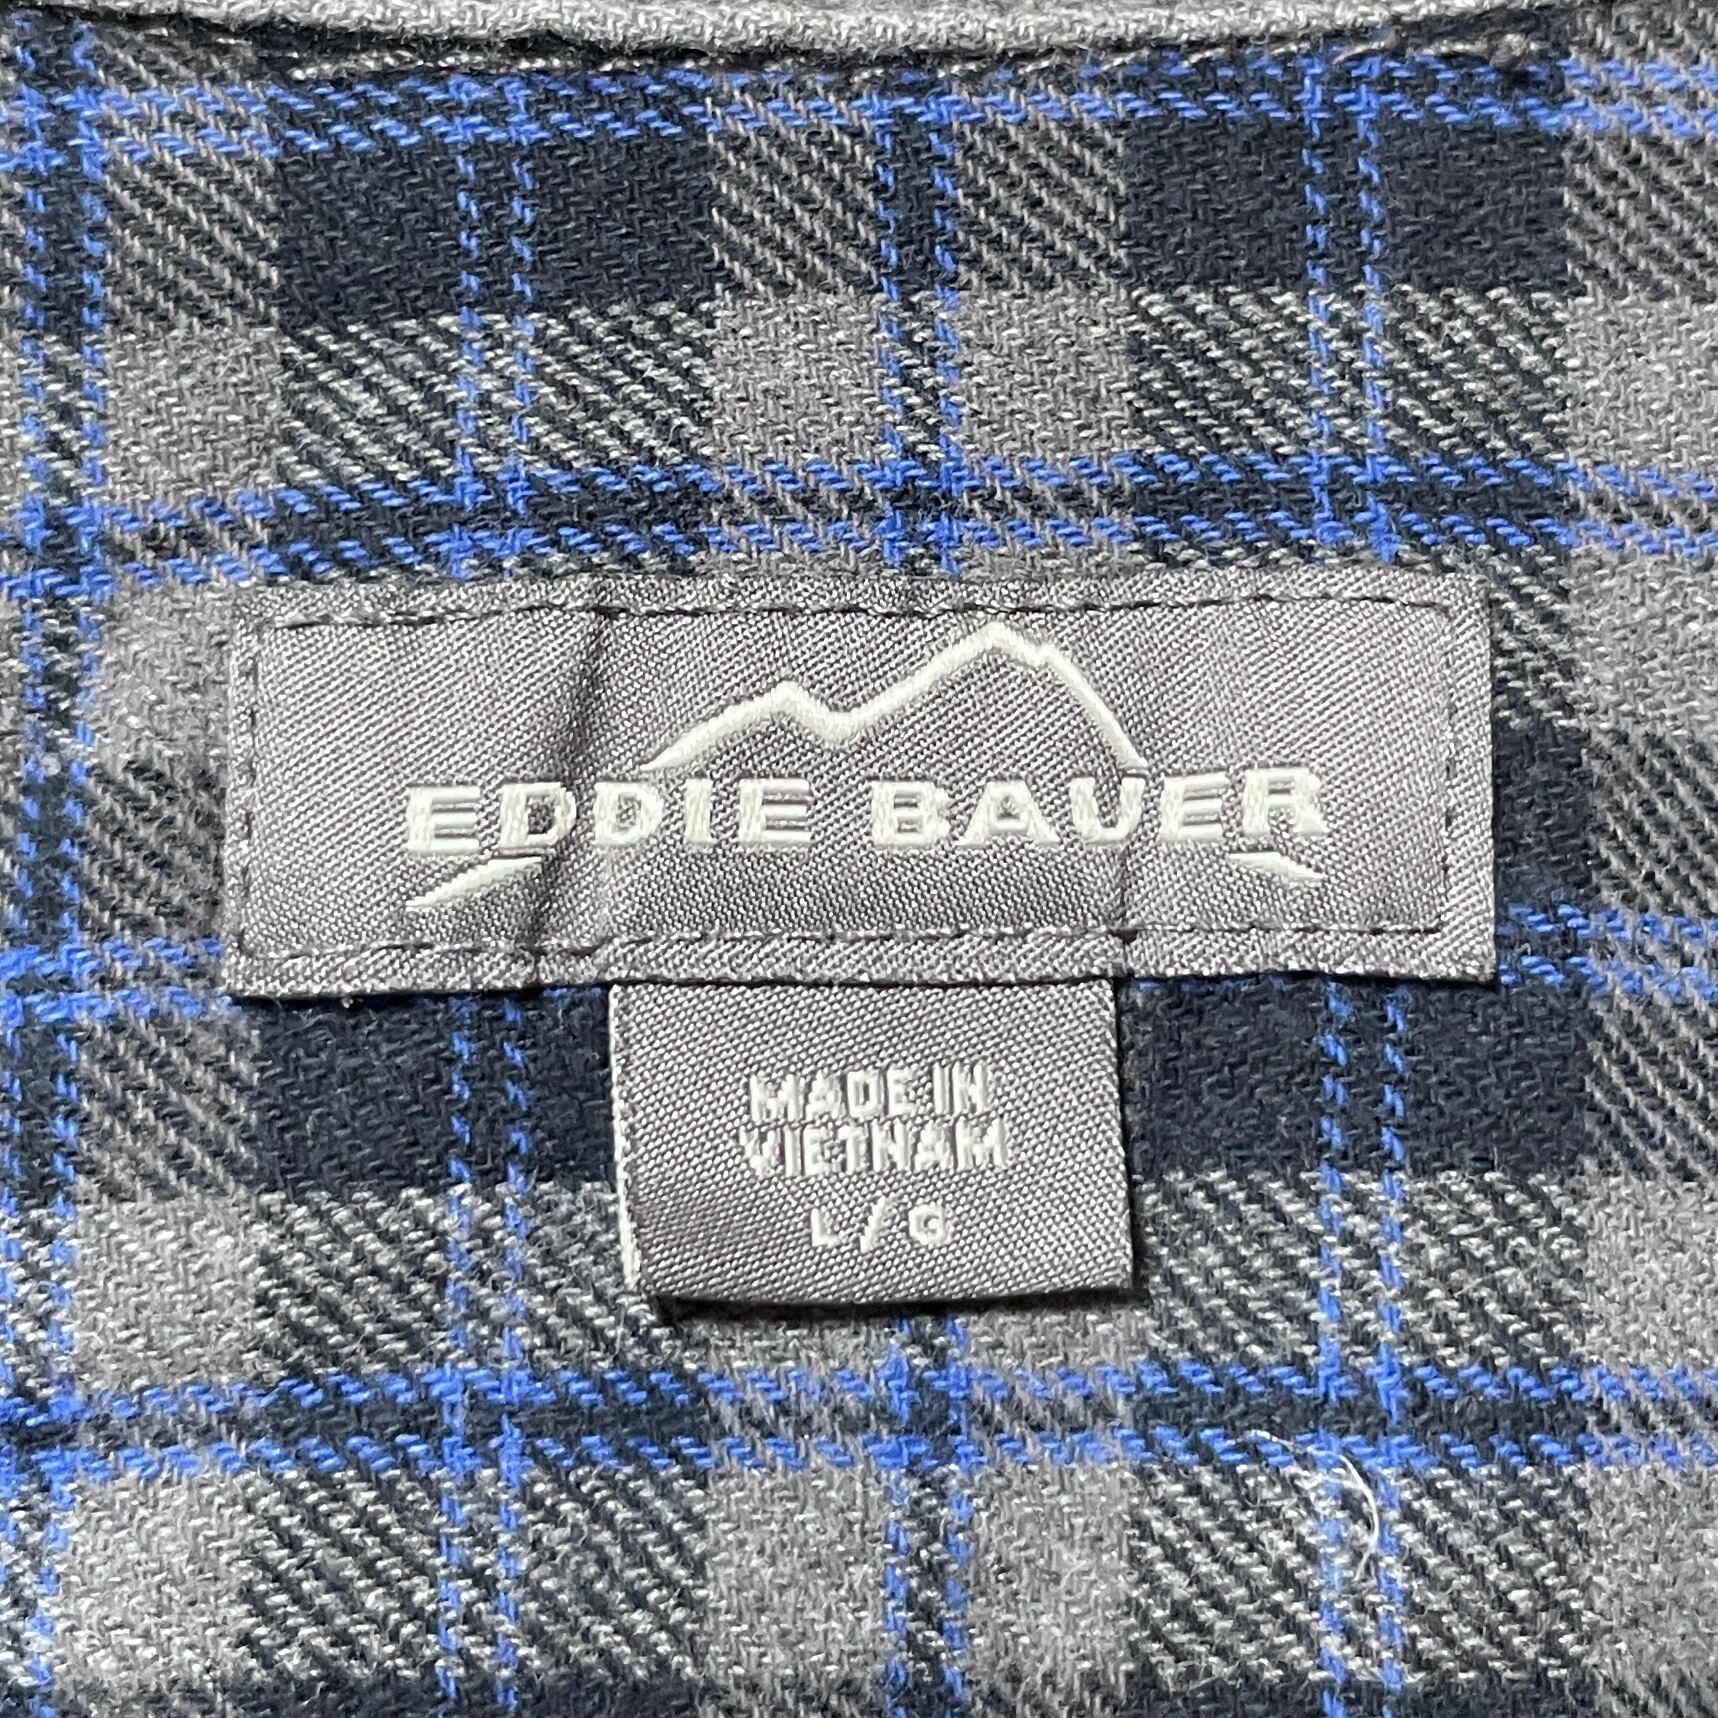 EDDIE BAUER
MADE IN
VIETNAM
L/G